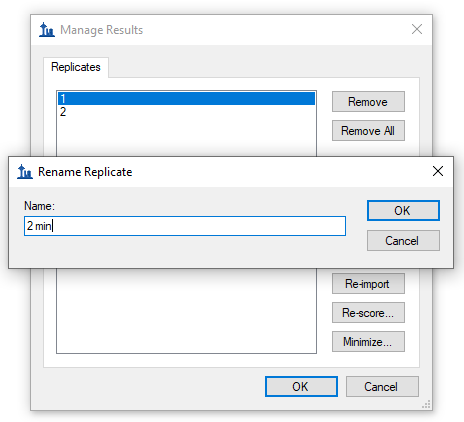 Manage Results
Replicates
1
2
Remove
Remove All
Rename Replicate
Name:
2 min
OK
Cancel
Re-import
Re-score...
Minimize...
OK
Cancel